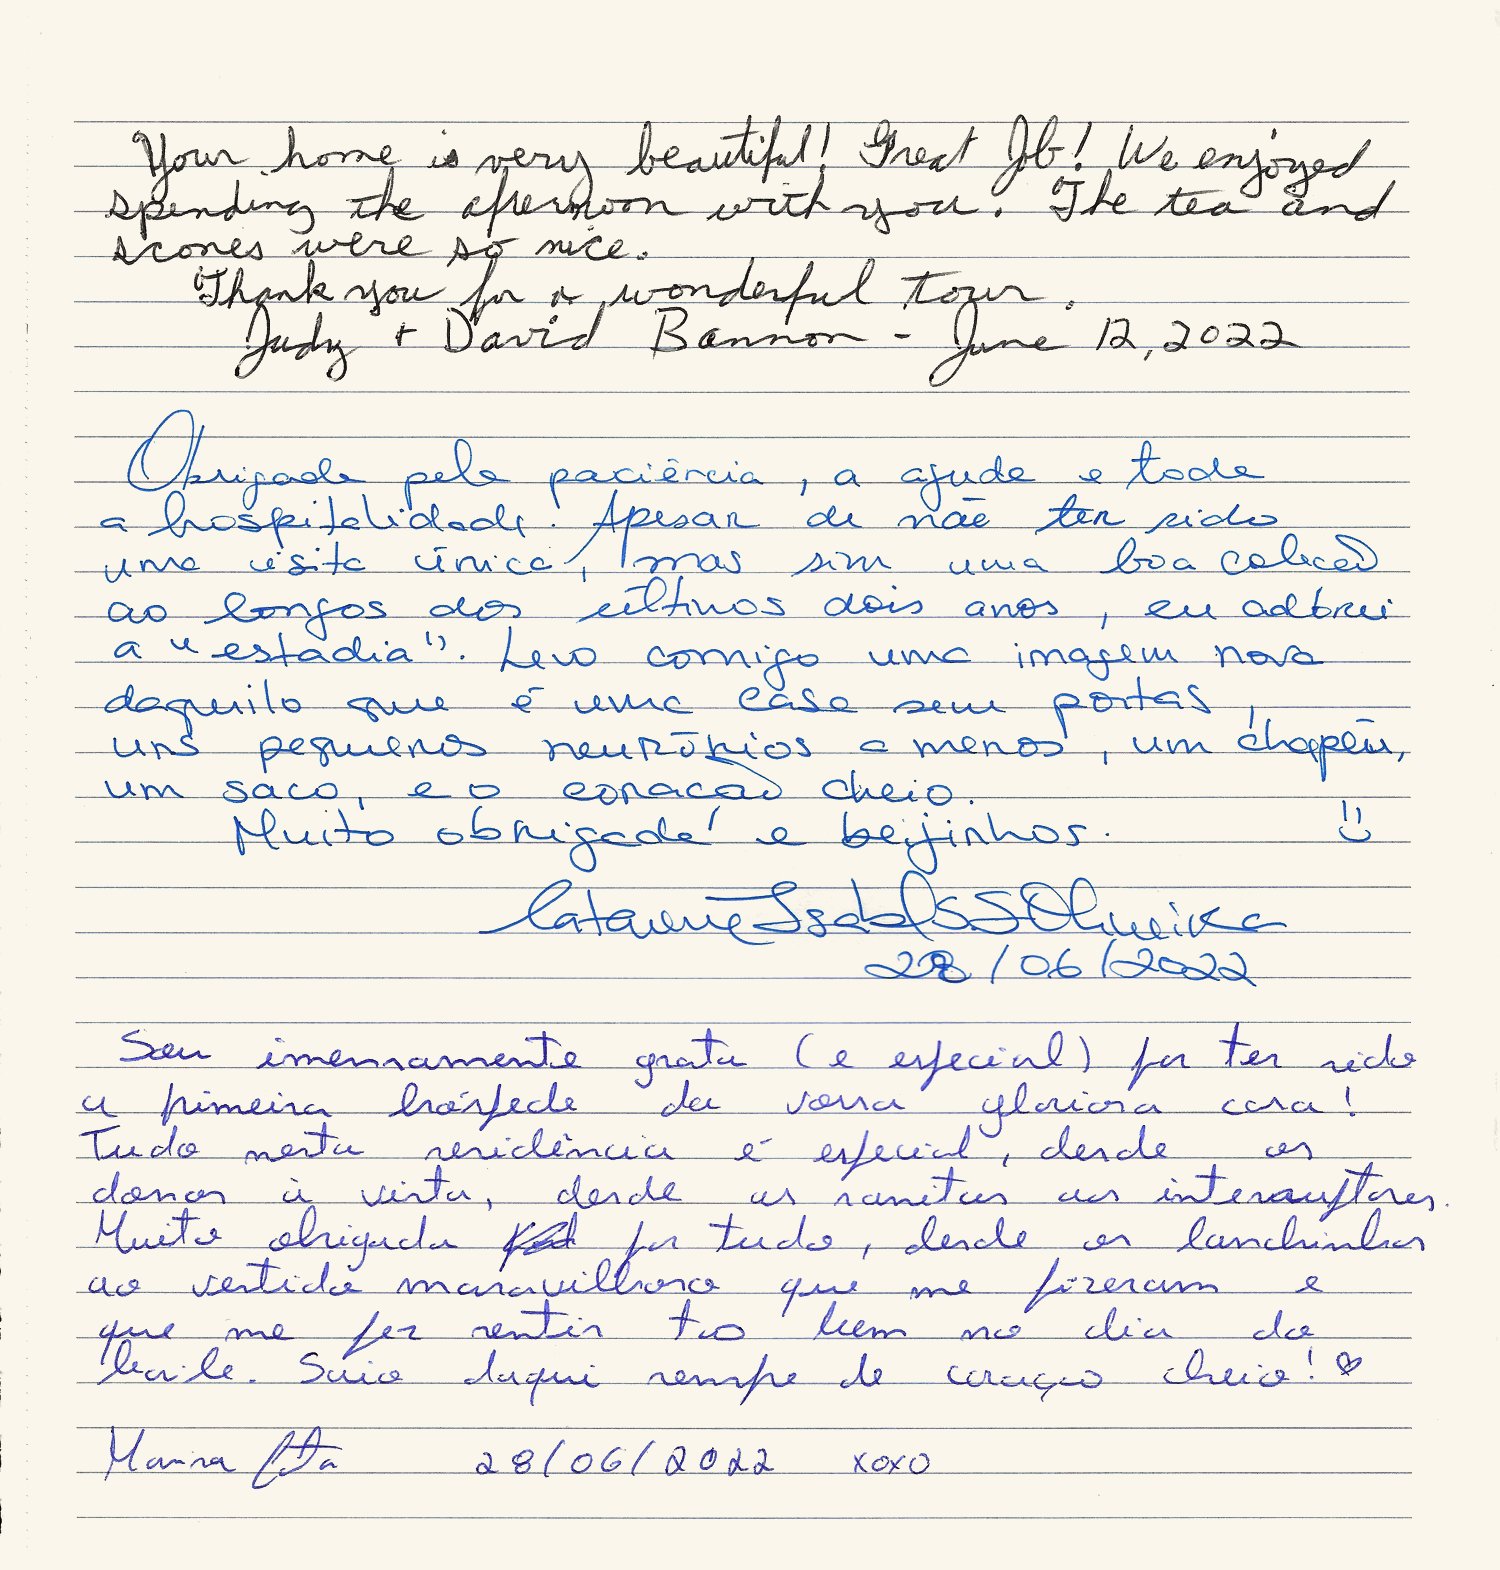 Your home is very beautiful! Great Job! We enjoyed
spending the afternoon with you. The tea and
scones were so nice.
Thank you for a wonderful tour.
Judy + David Bannon - June 12, 2022
Obrigada pela paciência, a ajuda e toda
a hospitalidade. Apesar de não ter sido
uma visita única, mas sim uma boa coleção
ao longos dos últimos dois anos, eu adorei
a "estadia". Levo comigo uma imagem nova
daquilo que é uma casa sem portas,
uns pequenos neurónios a menos, um chapéu,
um saco, e o coração cheio.
Muito obrigada e beijinhos. :)
Catarina Isabel S. S. Oliveira
28/06/2022
Sou imensamente grata (e especial) por ter sido
a primeira hóspede da vossa gloriosa casa!
Tudo nesta residência é especial, desde os
donos à vista, desde as sanitas aos interruptores.
Muito obrigada por tudo, desde os lanchinhos
ao vestido maravilhoso que me fizeram e
que me fez sentir tão bem no dia do
baile. Saio daqui sempre de coração cheio! ♡
28/06/2022 xoxo